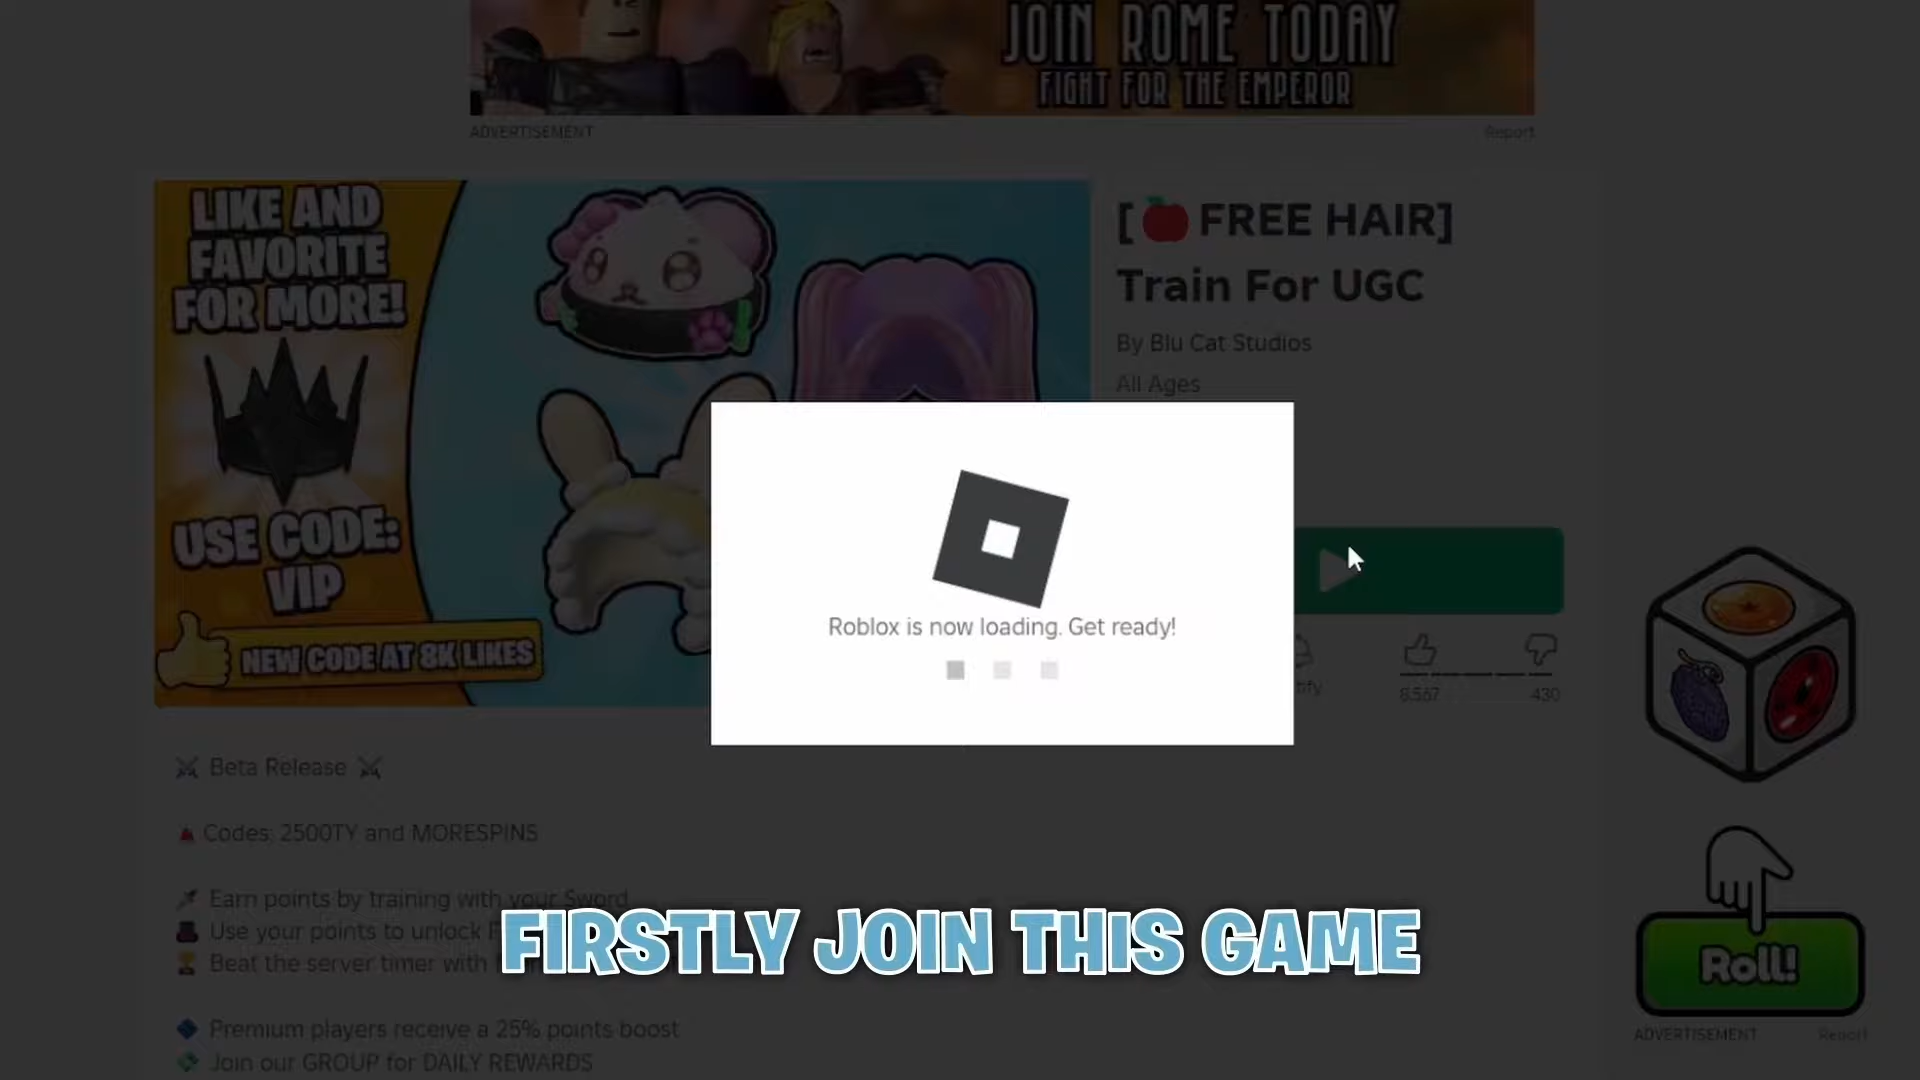 JOIN ROME TODAY
FIGHT FOR THE EMPEROR
ADVERTISEMENT
Report
LIKE AND
FAVORITE
FOR MORE!
USE CODE:
VIP
NEW CODE AT 8K LIKES
[🍎 FREE HAIR]
Train For UGC
By Blu Cat Studios
All Ages
Roblox is now loading. Get ready!
8,567
430
⚔ Beta Release ⚔
Codes: 2500TY and MORESPINS
Earn points by training with your Sword
Use your points to unlock
Beat the server timer with
FIRSTLY JOIN THIS GAME
Premium players receive a 25% points boost
Join our GROUP for DAILY REWARDS
Roll!
ADVERTISEMENT
Report